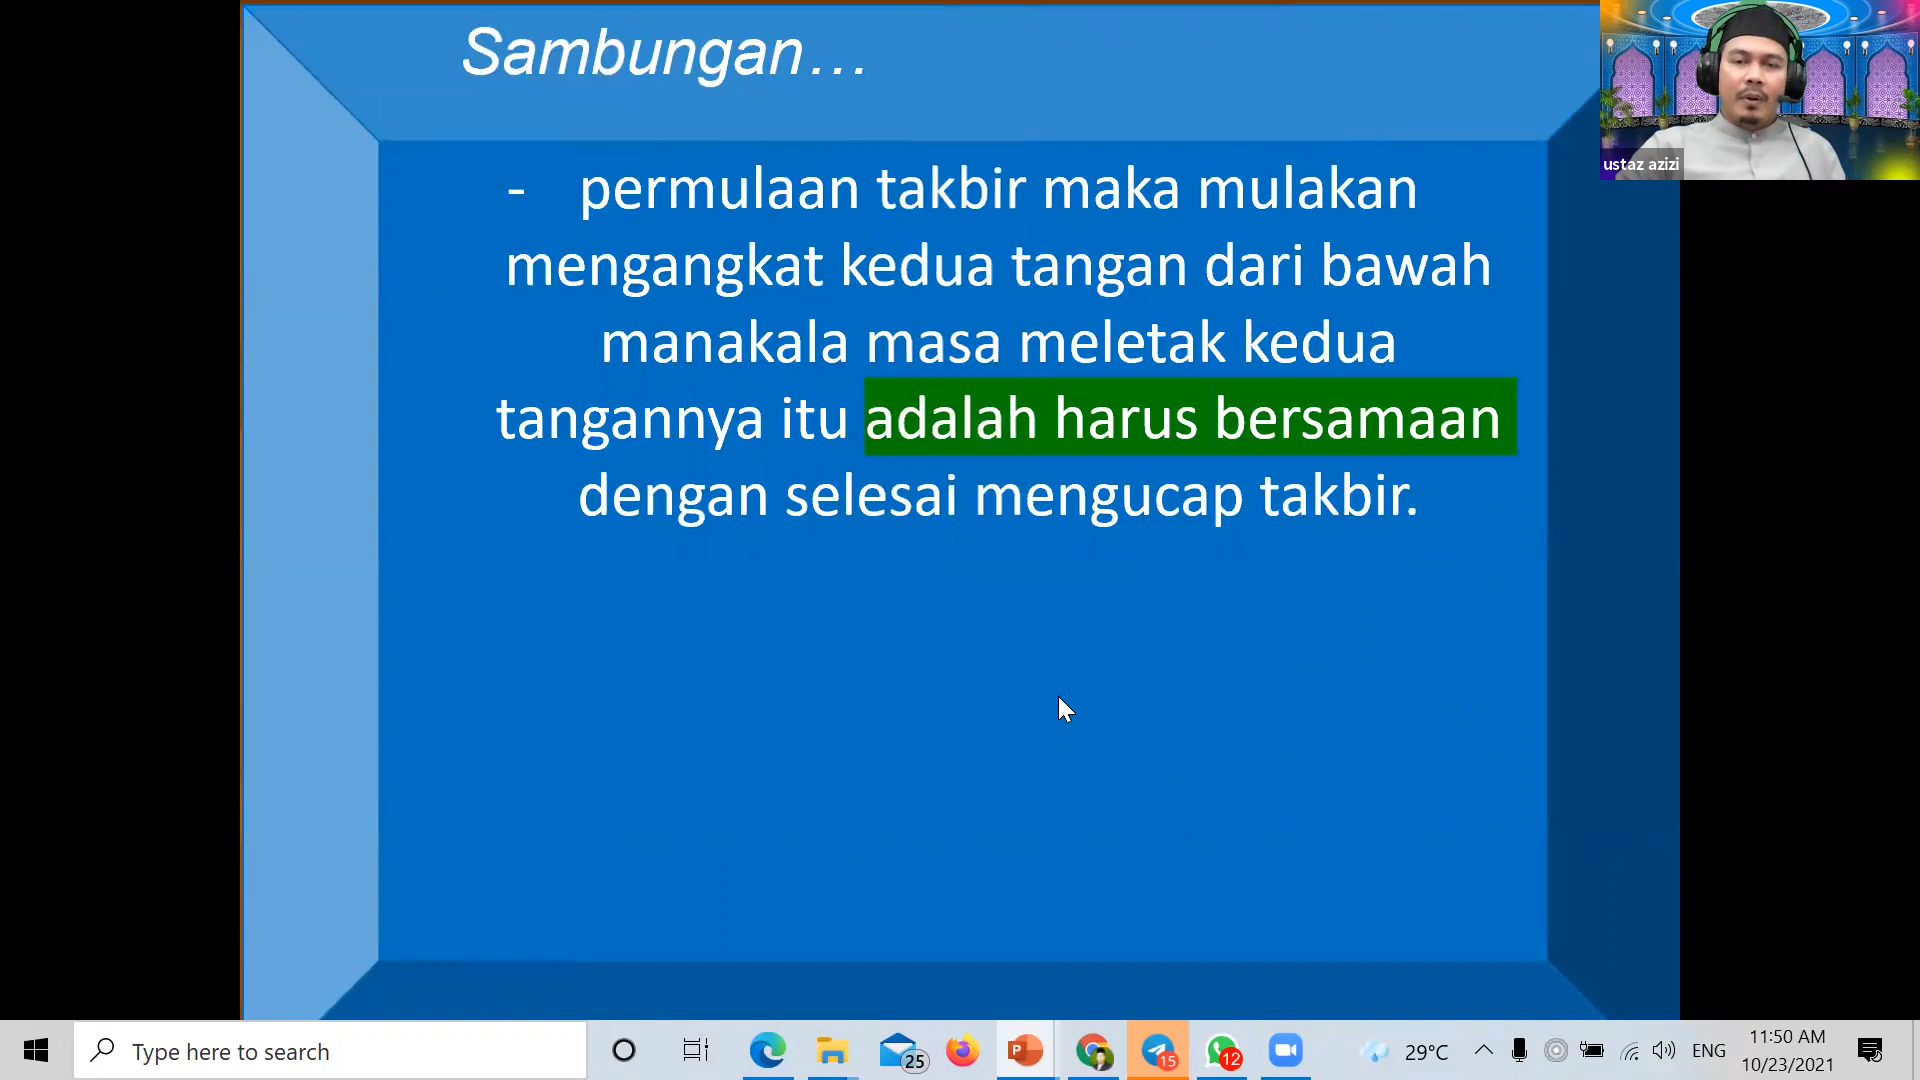 Sambungan...
ustaz azizi
- permulaan takbir maka mulakan
mengangkat kedua tangan dari bawah
manakala masa meletak kedua
tangannya itu adalah harus bersamaan
dengan selesai mengucap takbir.
Type here to search
25
15
12
29°C
ENG
11:50 AM
10/23/2021